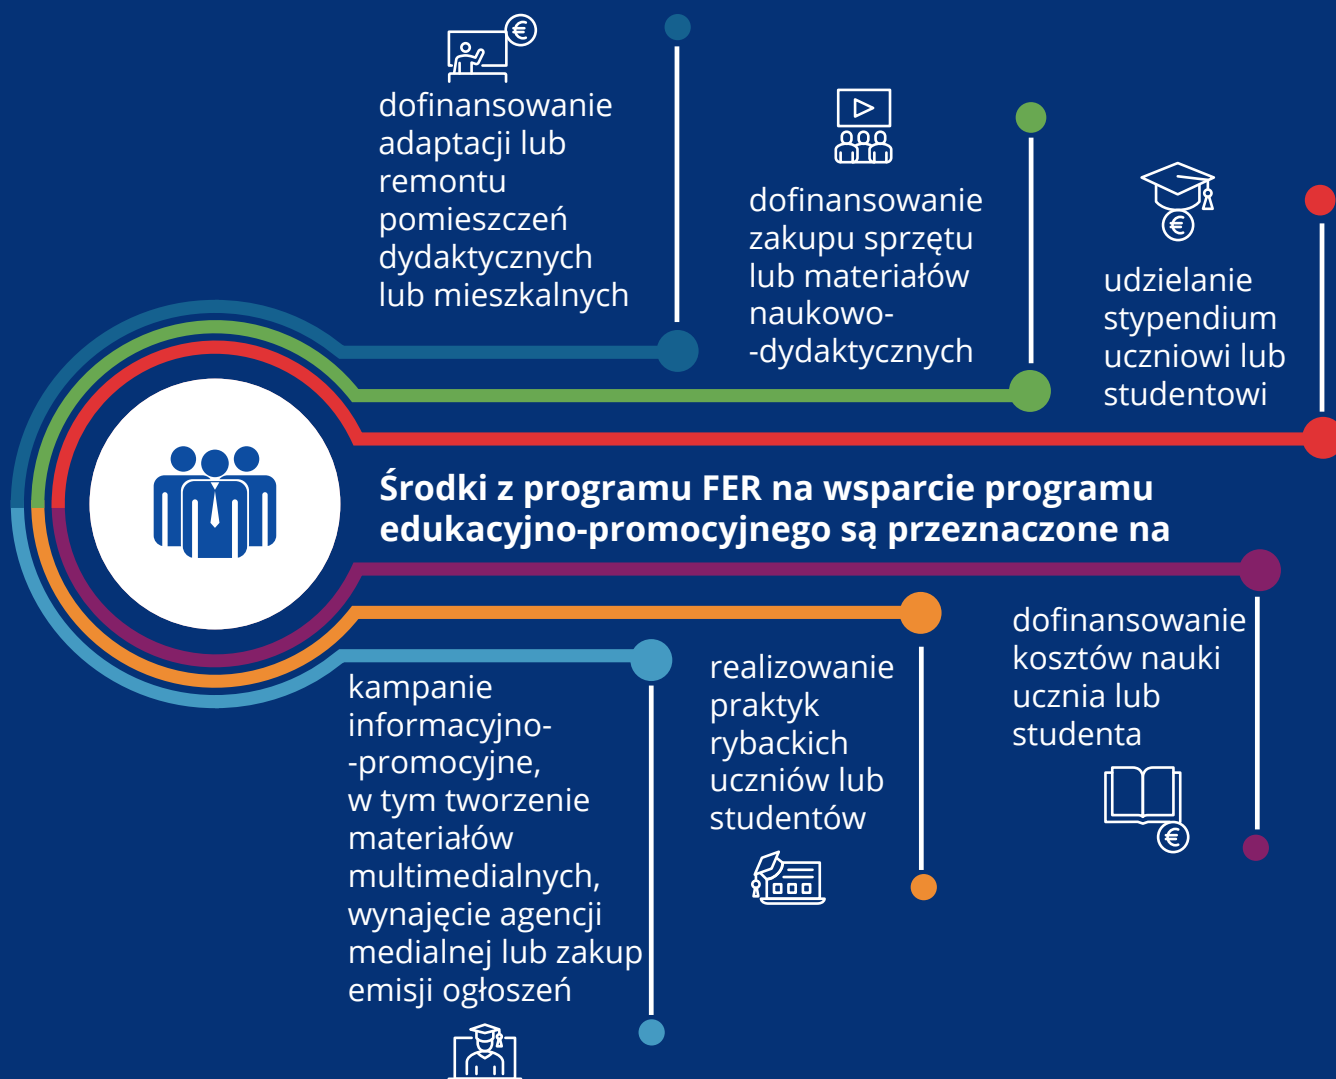 dofinansowanie
adaptacji lub
remontu
pomieszczeń
dydaktycznych
lub mieszkalnych
dofinansowanie
zakupu sprzętu
lub materiałów
naukowo-
-dydaktycznych
udzielanie
stypendium
uczniowi lub
studentowi
Środki z programu FER na wsparcie programu
edukacyjno-promocyjnego są przeznaczone na
kampanie
informacyjno-
-promocyjne,
w tym tworzenie
materiałów
multimedialnych,
wynajęcie agencji
medialnej lub zakup
emisji ogłoszeń
realizowanie
praktyk
rybackich
uczniów lub
studentów
dofinansowanie
kosztów nauki
ucznia lub
studenta